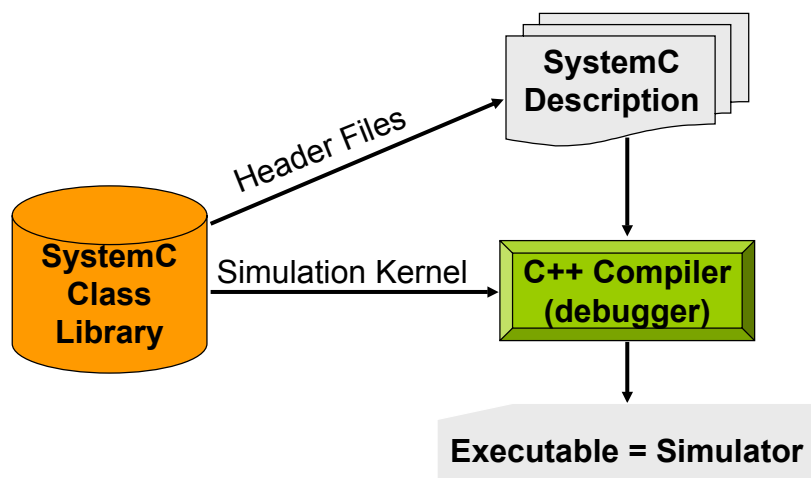 SystemC
Description
Header Files
SystemC
Class
Library
Simulation Kernel
C++ Compiler
(debugger)
Executable = Simulator